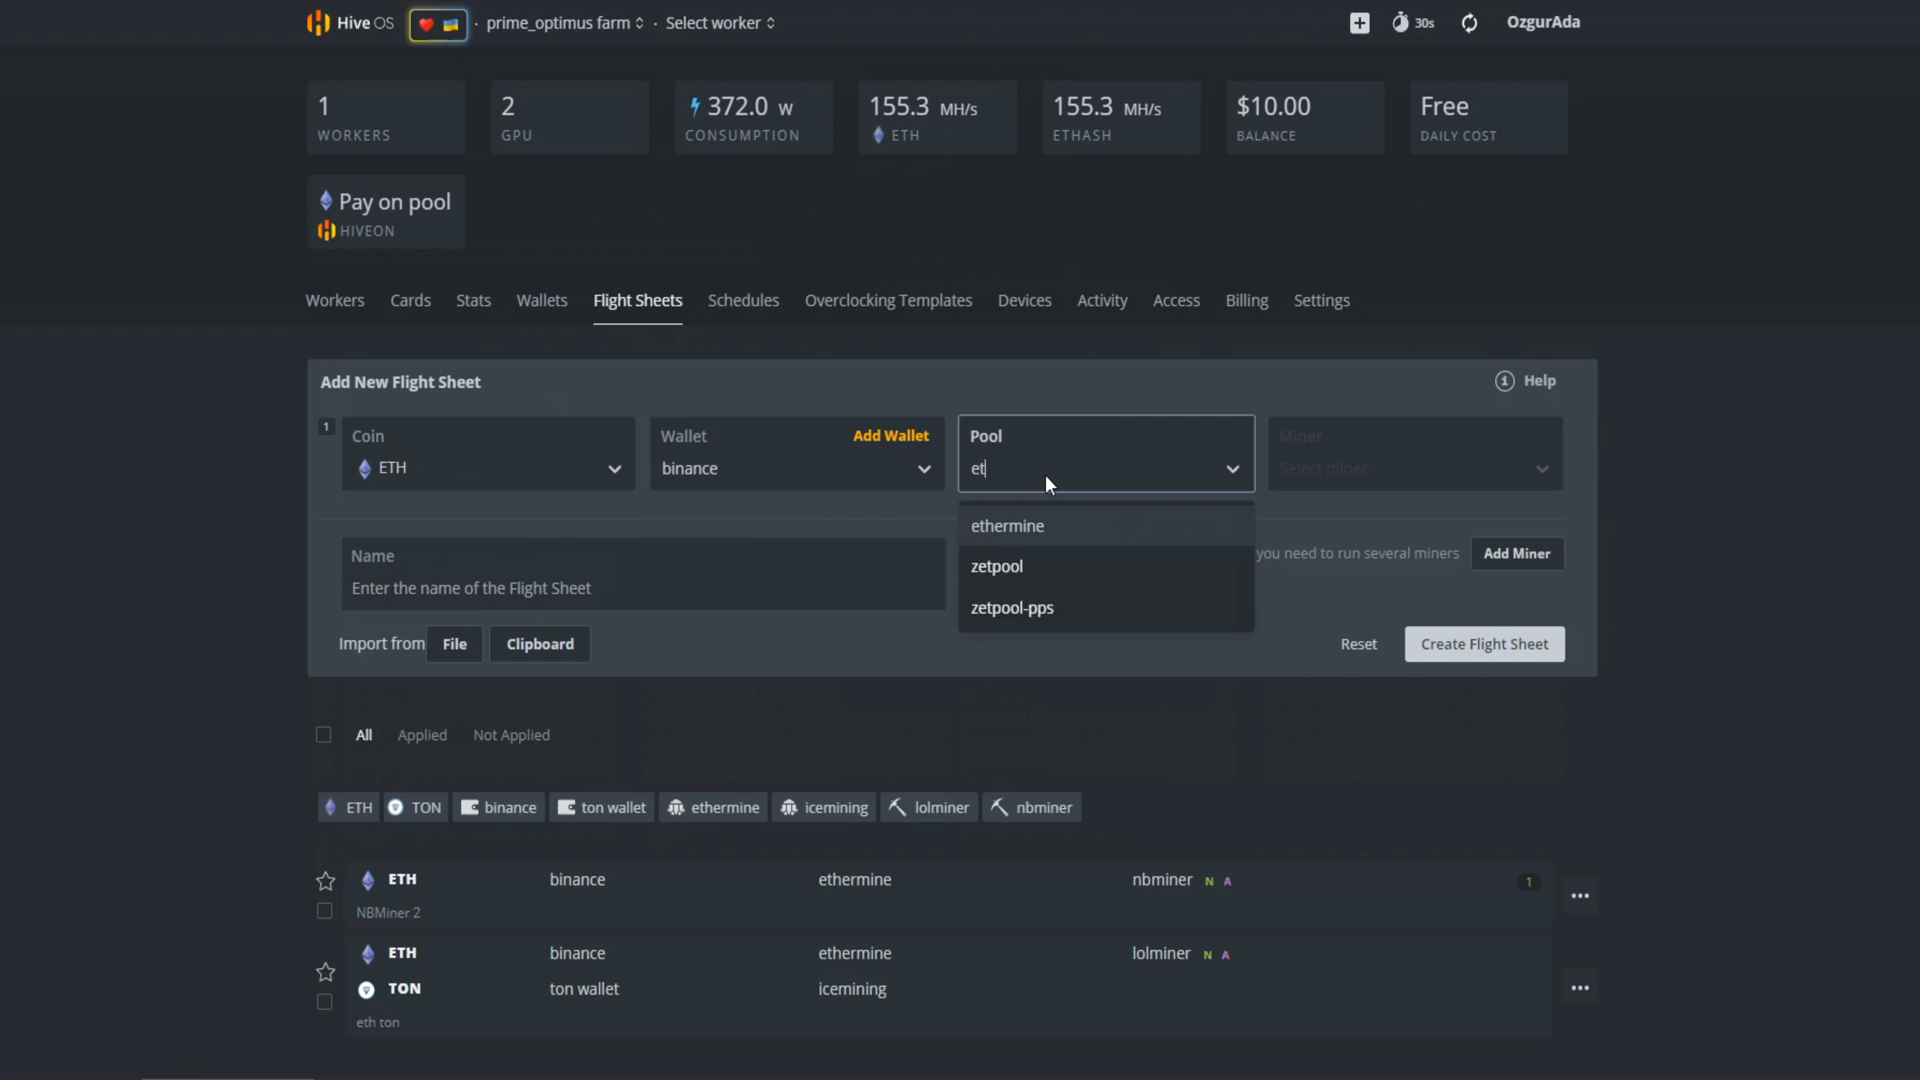 Hive OS · prime_optimus farm · Select worker 30s OzgurAda
1 2 372.0 W 155.3 MH/s 155.3 MH/s $10.00 Free
WORKERS GPU CONSUMPTION ETH ETHASH BALANCE DAILY COST
Pay on pool
HIVEON
Workers Cards Stats Wallets Flight Sheets Schedules Overclocking Templates Devices Activity Access Billing Settings
Add New Flight Sheet Help
1 Coin Wallet Add Wallet Pool Miner
ETH binance et Select miner
ethermine
Name you need to run several miners Add Miner
zetpool
Enter the name of the Flight Sheet
zetpool-pps
Import from File Clipboard Reset Create Flight Sheet
All Applied Not Applied
ETH TON binance ton wallet ethermine icemining lolminer nbminer
ETH binance ethermine nbminer N A 1
NBMiner 2
ETH binance ethermine lolminer N A
TON ton wallet icemining
eth ton